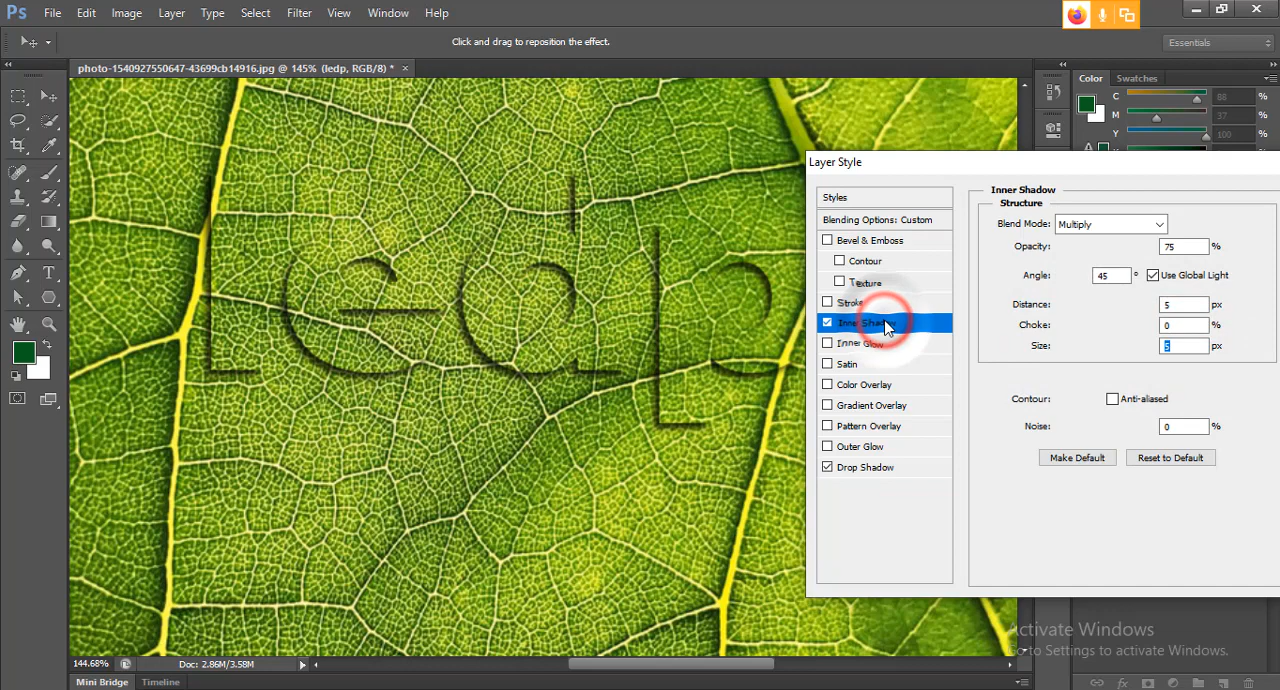 Ps File Edit Image Layer Type Select Filter View Window Help
Click and drag to reposition the effect.
Essentials
photo-1540927550647-43699cb14916.jpg @ 145% (ledp, RGB/8) * ×
Color Swatches
C 88 %
M 37 %
Y 100 %
Layer Style
Styles
Blending Options: Custom
Bevel & Emboss
Contour
Texture
Stroke
Inner Shadow
Inner Glow
Satin
Color Overlay
Gradient Overlay
Pattern Overlay
Outer Glow
Drop Shadow
Inner Shadow
Structure
Blend Mode: Multiply
Opacity: 75 %
Angle: 45 ° Use Global Light
Distance: 5 px
Choke: 0 %
Size: 5 px
Contour: Anti-aliased
Noise: 0 %
Make Default Reset to Default
ledp
Activate Windows
Go to Settings to activate Windows.
144.68% Doc: 2.86M/3.58M
Mini Bridge Timeline